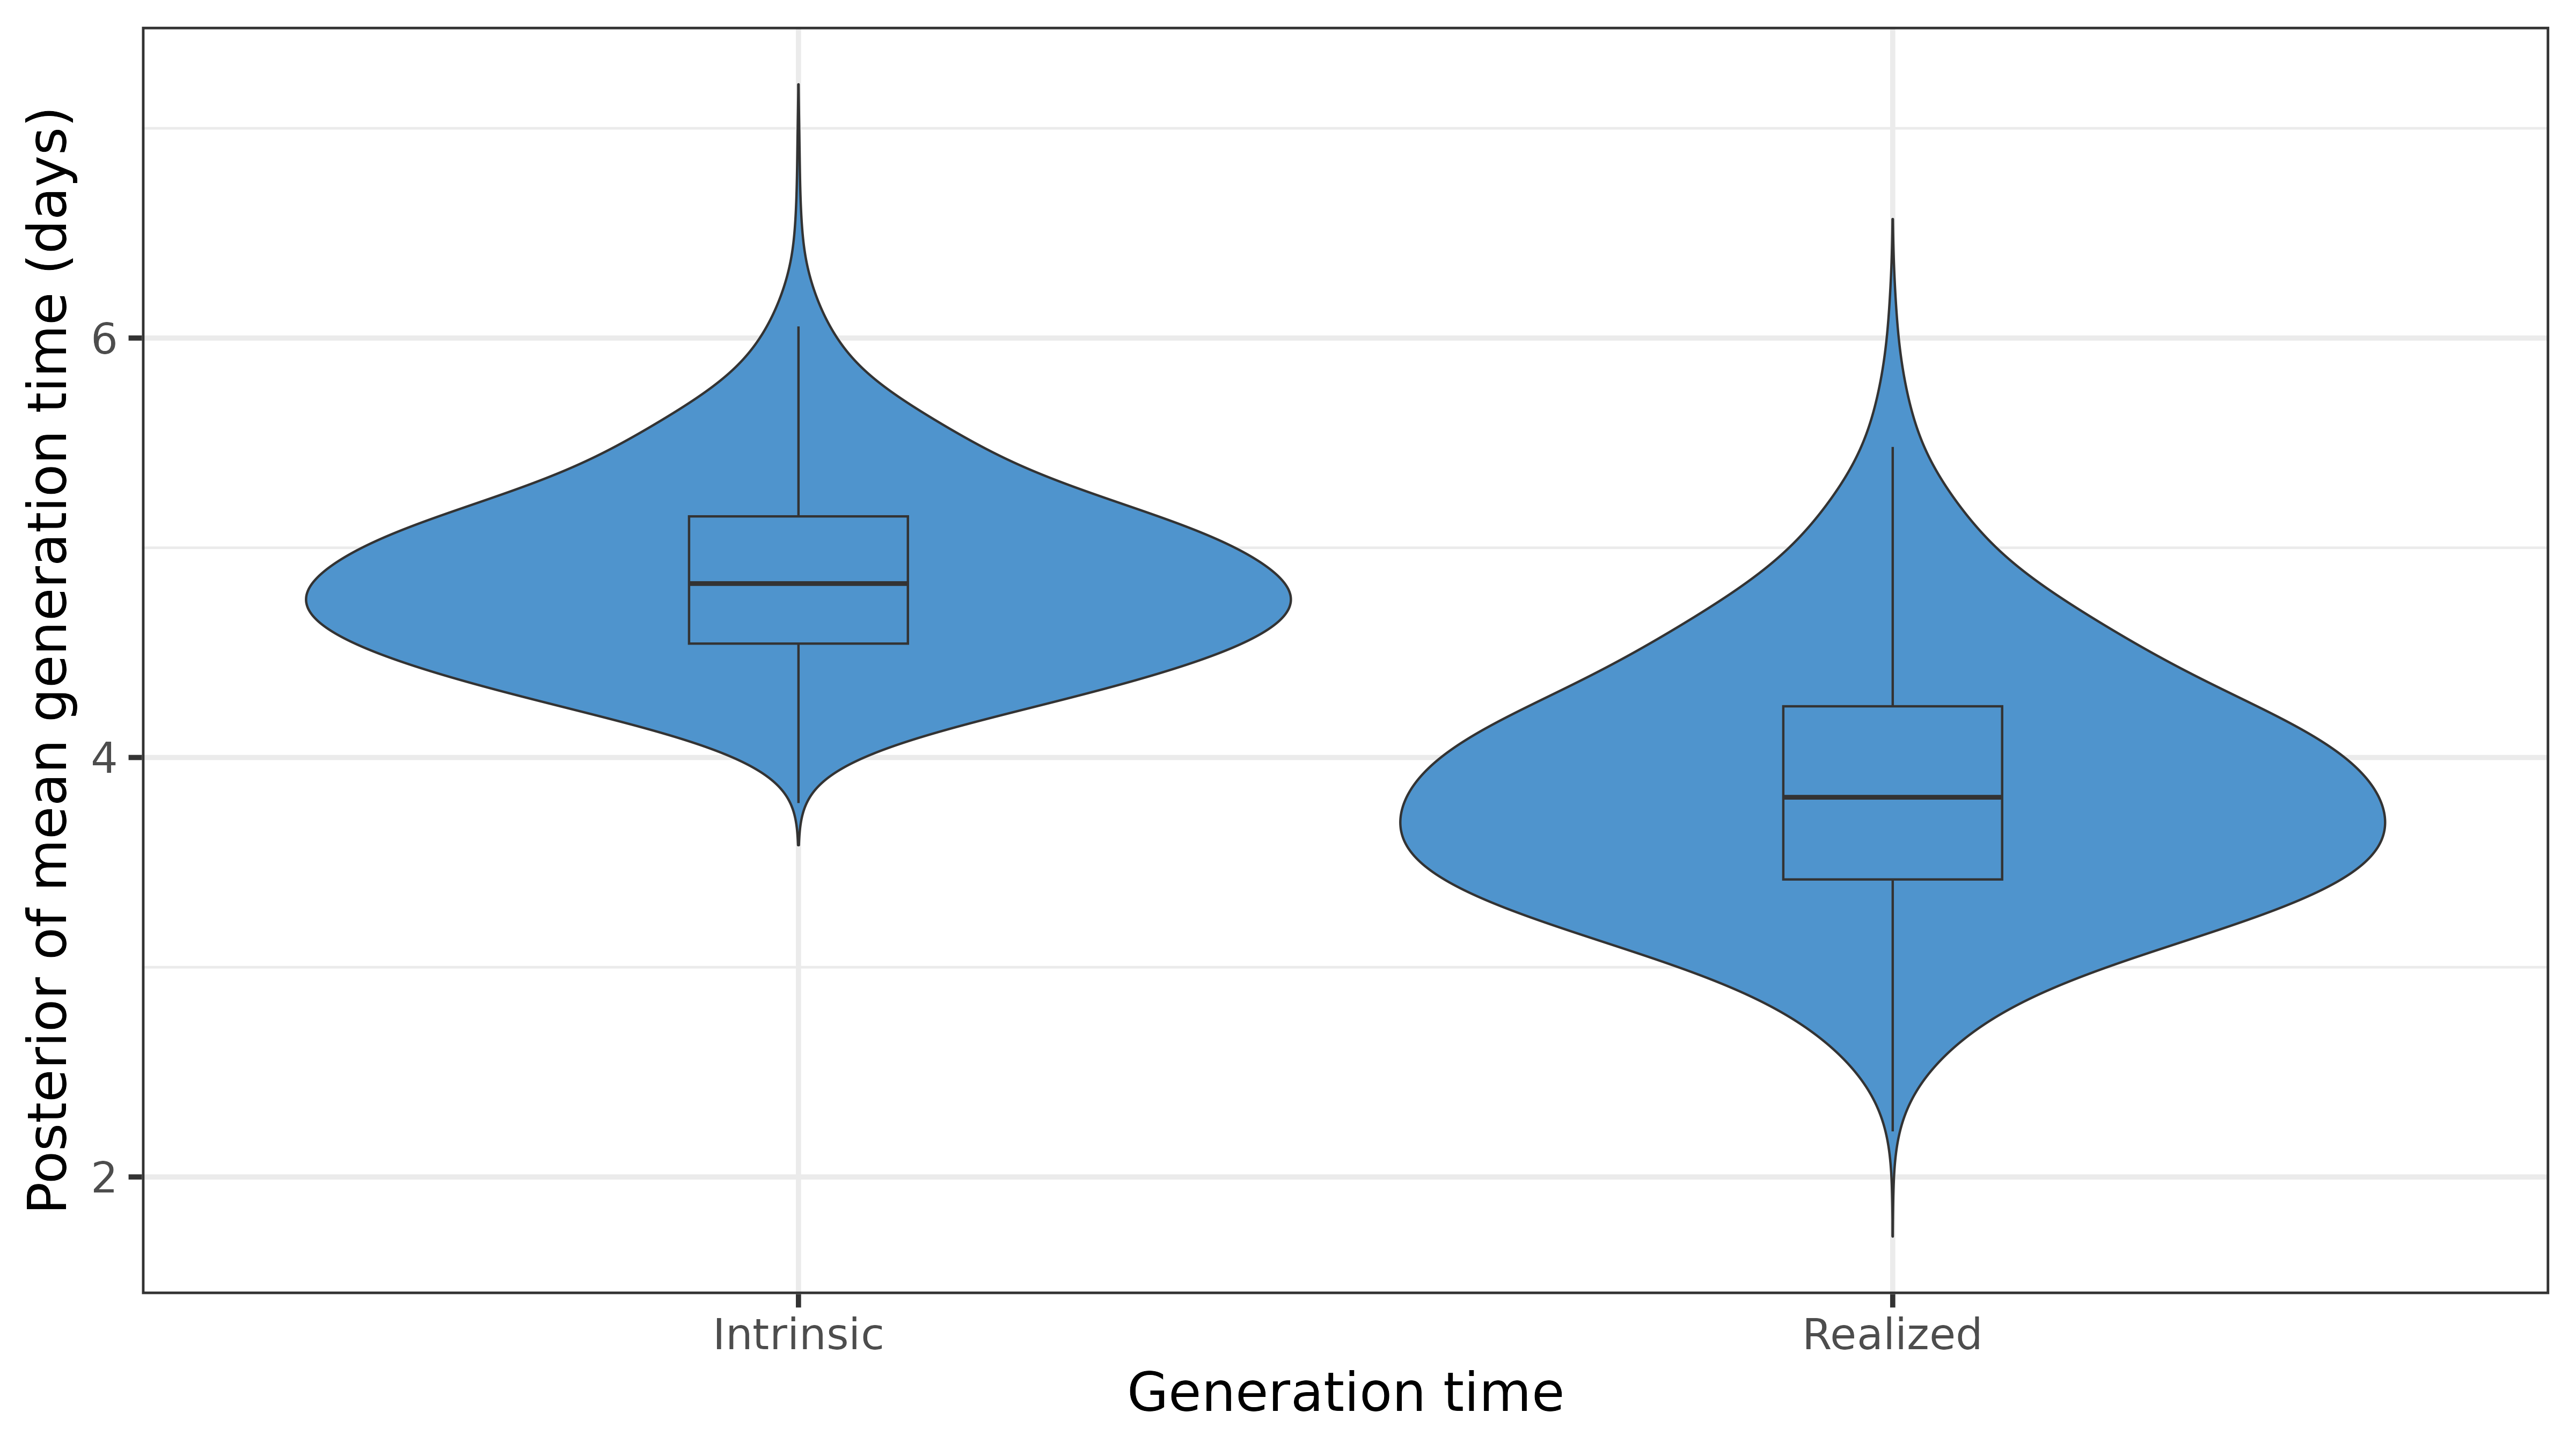 Posterior of mean generation time (days)
6
4
2
Intrinsic
Realized
Generation time